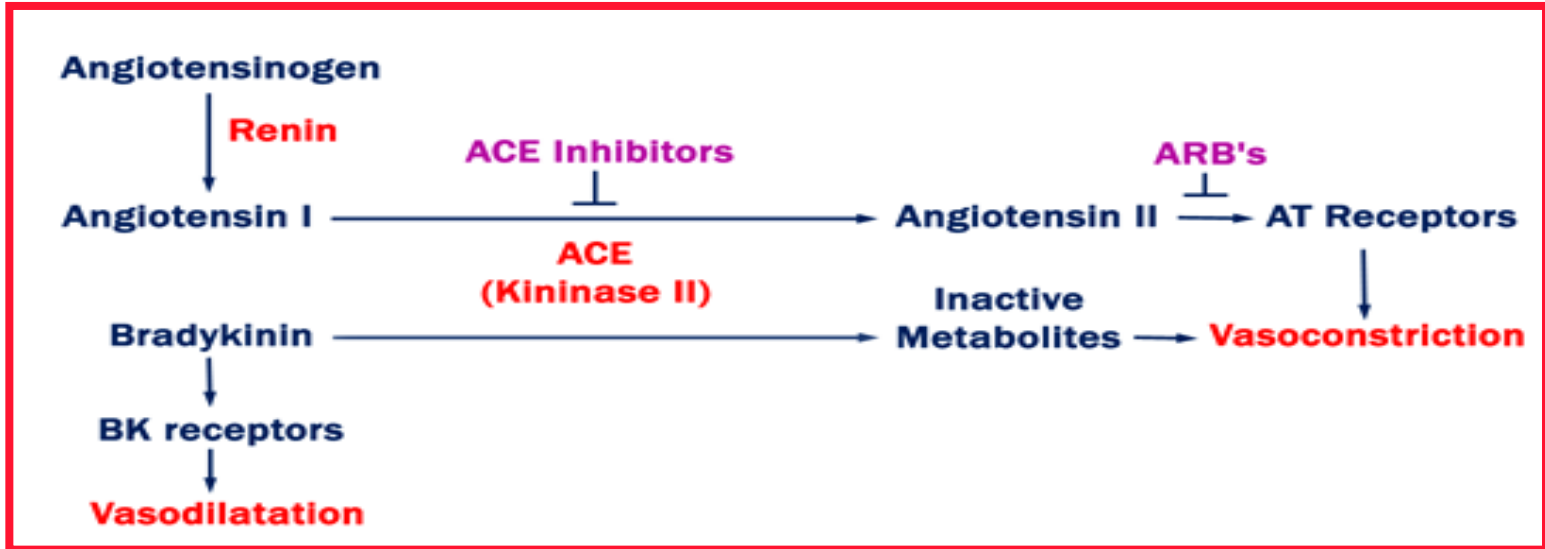 Angiotensinogen
Renin
ACE Inhibitors
ARB's
Angiotensin I
Angiotensin II
AT Receptors
ACE
(Kininase II)
Inactive
Metabolites
Bradykinin
Vasoconstriction
BK receptors
Vasodilatation